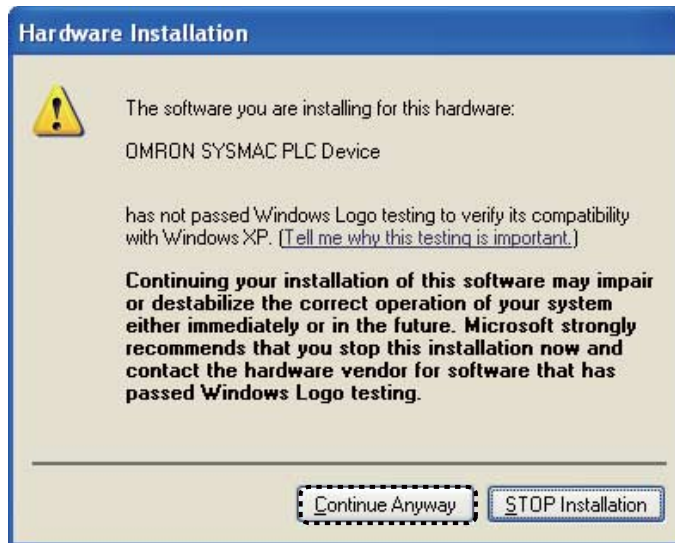 Hardware Installation
The software you are installing for this hardware:
OMRON SYSMAC PLC Device
has not passed Windows Logo testing to verify its compatibility
with Windows XP. (Tell me why this testing is important.)
Continuing your installation of this software may impair
or destabilize the correct operation of your system
either immediately or in the future. Microsoft strongly
recommends that you stop this installation now and
contact the hardware vendor for software that has
passed Windows Logo testing.
Continue Anyway
STOP Installation